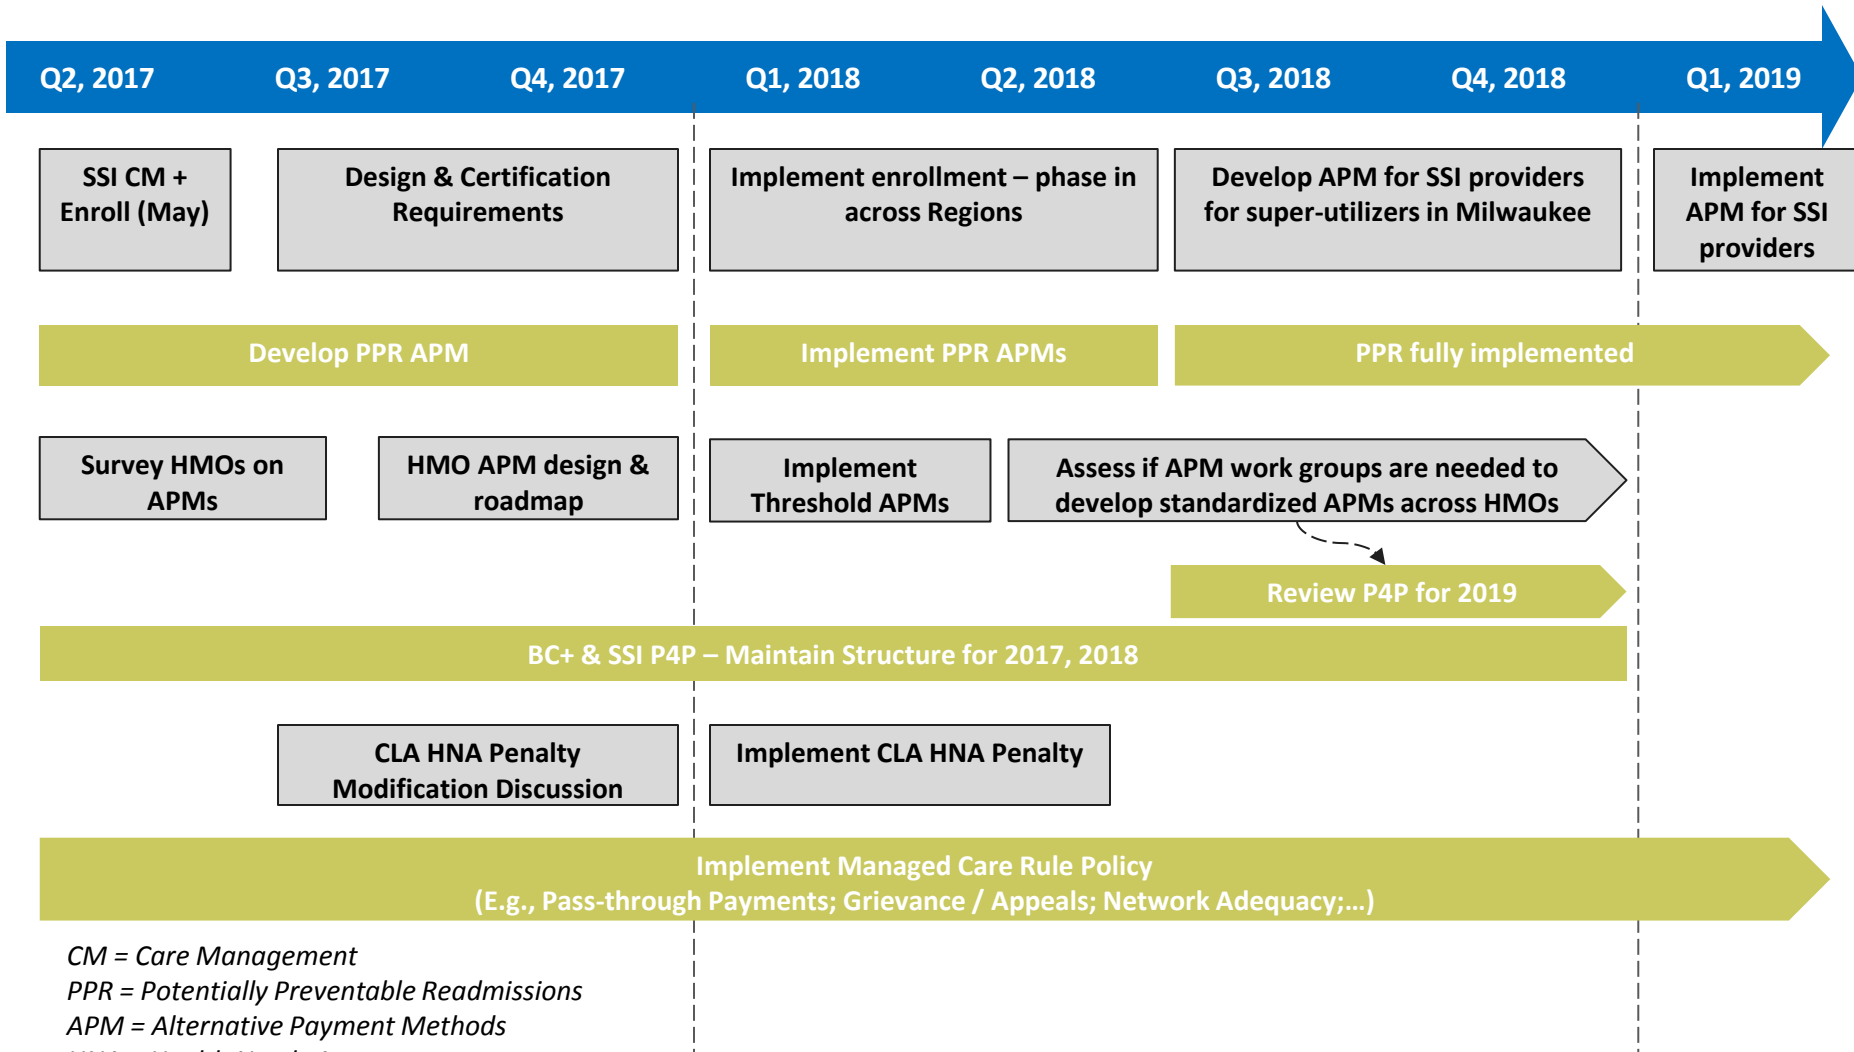 Q2, 2017
Q3, 2017
Q4, 2017
Q1, 2018
Q2, 2018
Q3, 2018
Q4, 2018
Q1, 2019
SSI CM +
Enroll (May)
Design & Certification
Requirements
Implement enrollment – phase in
across Regions
Develop APM for SSI providers
for super-utilizers in Milwaukee
Implement
APM for SSI
providers
Develop PPR APM
Implement PPR APMs
PPR fully implemented
Survey HMOs on
APMs
HMO APM design &
roadmap
Implement
Threshold APMs
Assess if APM work groups are needed to
develop standardized APMs across HMOs
Review P4P for 2019
BC+ & SSI P4P – Maintain Structure for 2017, 2018
CLA HNA Penalty
Modification Discussion
Implement CLA HNA Penalty
Implement Managed Care Rule Policy
(E.g., Pass-through Payments; Grievance / Appeals; Network Adequacy;...)
CM = Care Management
PPR = Potentially Preventable Readmissions
APM = Alternative Payment Methods